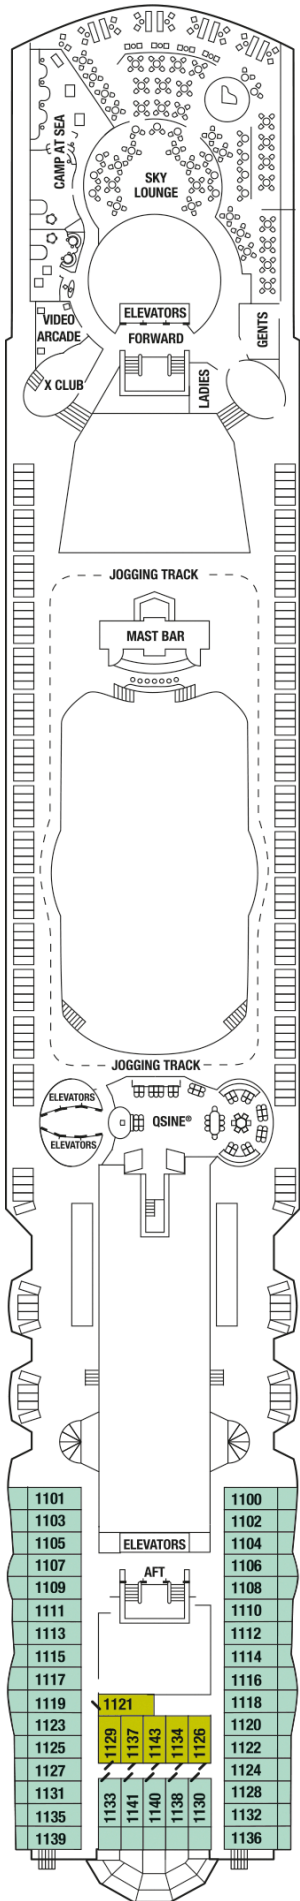 CAMP AT SEA
SKY
LOUNGE
ELEVATORS
FORWARD
VIDEO
ARCADE
GENTS
X CLUB
LADIES
JOGGING TRACK
MAST BAR
JOGGING TRACK
ELEVATORS
ELEVATORS
QSINE®
ELEVATORS
AFT
1101
1103
1105
1107
1109
1111
1113
1115
1117
1119
1123
1125
1127
1131
1135
1139
1121
1129
1137
1143
1134
1126
1133
1141
1140
1138
1130
1100
1102
1104
1106
1108
1110
1112
1114
1116
1118
1120
1122
1124
1128
1132
1136